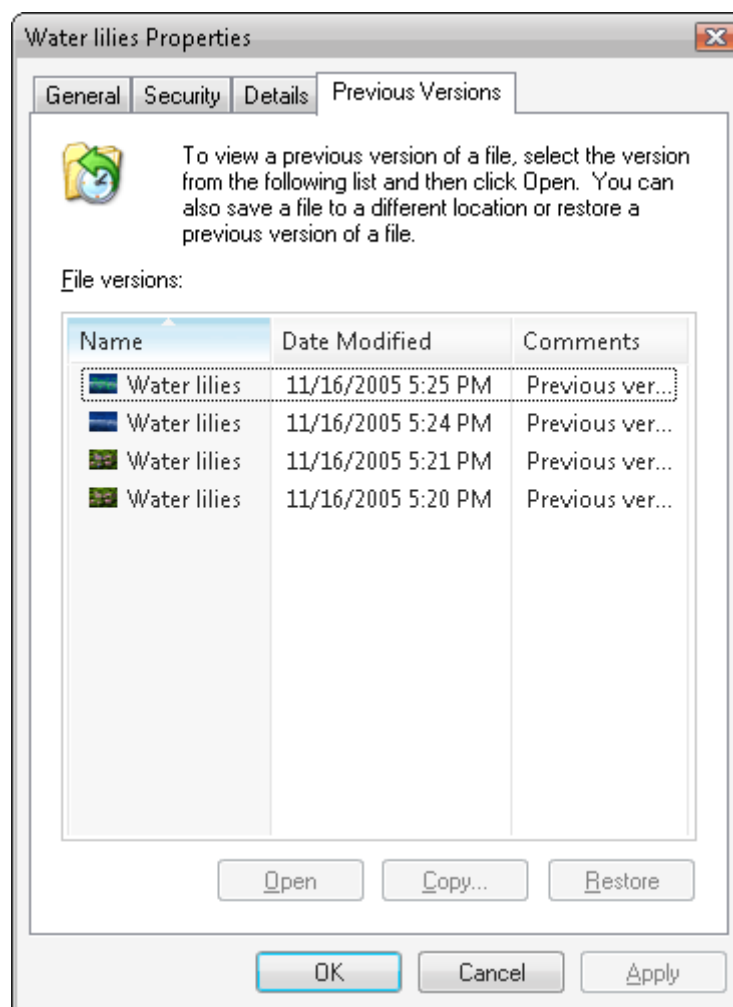 Water lilies Properties
General Security Details Previous Versions
To view a previous version of a file, select the version
from the following list and then click Open. You can
also save a file to a different location or restore a
previous version of a file.
File versions:
Name Date Modified Comments
Water lilies 11/16/2005 5:25 PM Previous ver...
Water lilies 11/16/2005 5:24 PM Previous ver...
Water lilies 11/16/2005 5:21 PM Previous ver...
Water lilies 11/16/2005 5:20 PM Previous ver...
Open Copy... Restore
OK Cancel Apply